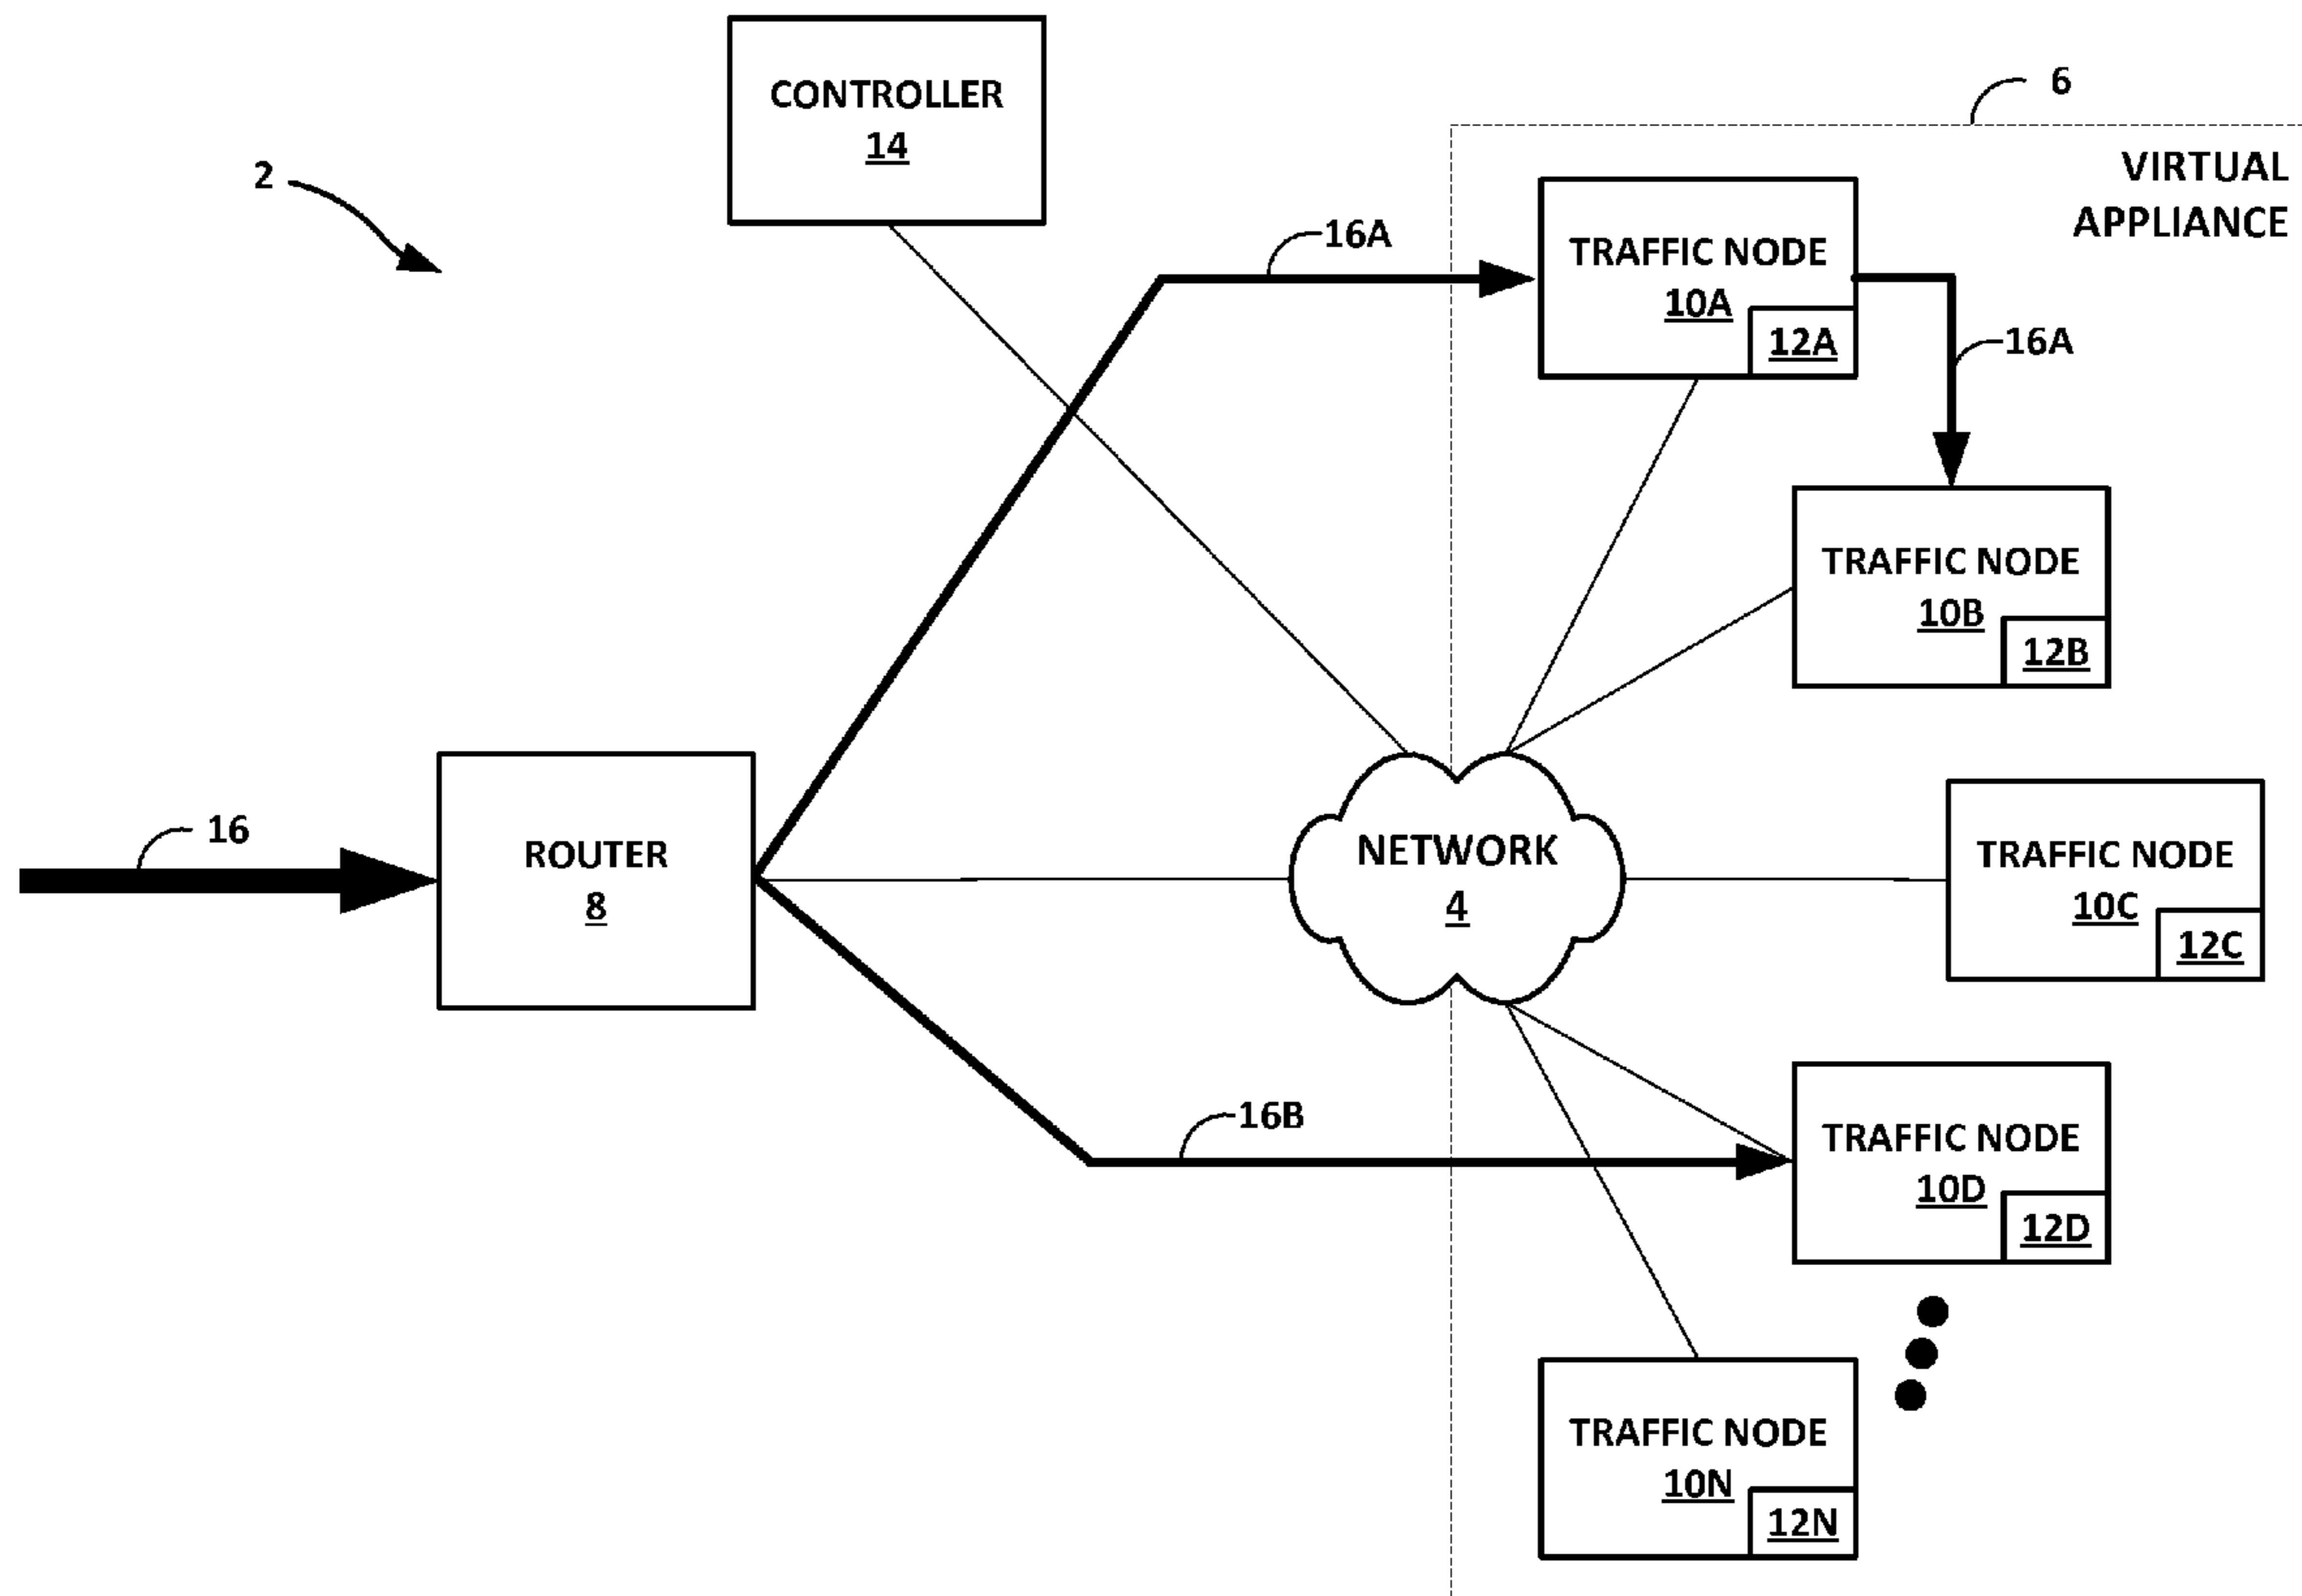 CONTROLLER
14
6
VIRTUAL
APPLIANCE
2
16A
TRAFFIC NODE
10A
12A
16A
TRAFFIC NODE
10B
12B
16
ROUTER
8
NETWORK
4
TRAFFIC NODE
10C
12C
16B
TRAFFIC NODE
10D
12D
TRAFFIC NODE
10N
12N